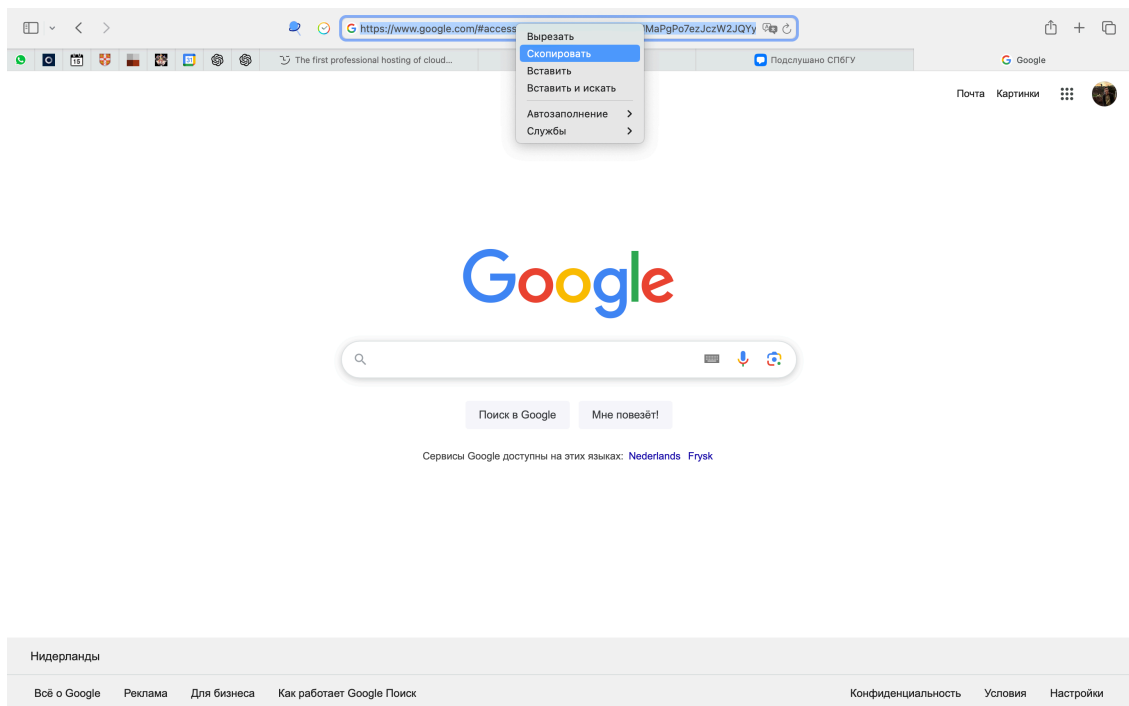 https://www.google.com/#access MaPgPo7ezJczW2JQYy
Вырезать
Скопировать
Вставить
Вставить и искать
Автозаполнение
Службы
15
31
The first professional hosting of cloud...
Подслушано СПбГУ
Google
Почта Картинки
Google
Поиск в Google Мне повезёт!
Сервисы Google доступны на этих языках: Nederlands Frysk
Нидерланды
Всё о Google Реклама Для бизнеса Как работает Google Поиск Конфиденциальность Условия Настройки